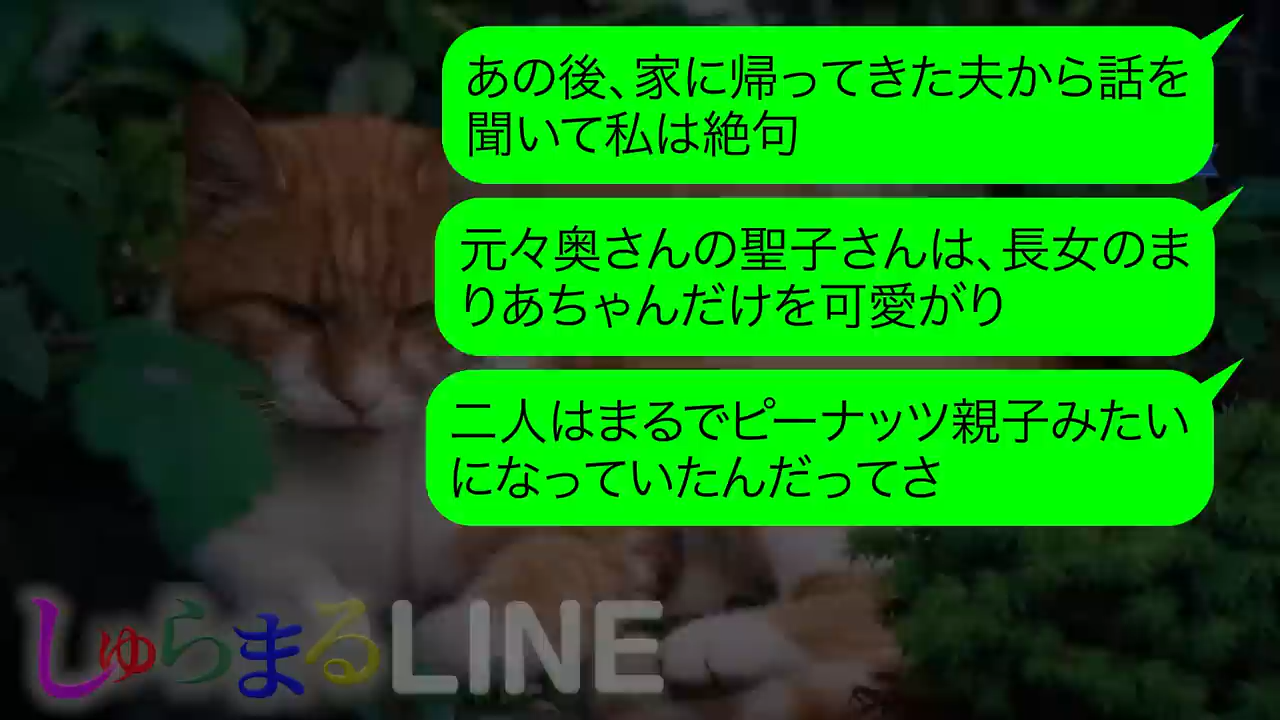 あの後、家に帰ってきた夫から話を
聞いて私は絶句
元々奥さんの聖子さんは、長女のま
りあちゃんだけを可愛がり
二人はまるでピーナッツ親子みたい
になっていたんだってさ
しゅらまるLINE